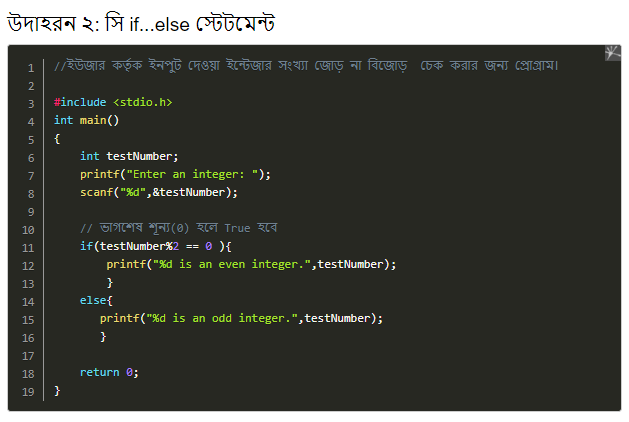 উদাহরন ২: সি if...else স্টেটমেন্ট
1 //ইউজার কর্তৃক ইনপুট দেওয়া ইন্টেজার সংখ্যা জোড় না বিজোড়  চেক করার জন্য প্রোগ্রাম।
2
3 #include <stdio.h>
4 int main()
5 {
6     int testNumber;
7     printf("Enter an integer: ");
8     scanf("%d",&testNumber);
9
10     // ভাগশেষ শূন্য(0) হলে True হবে
11     if(testNumber%2 == 0 ){
12         printf("%d is an even integer.",testNumber);
13         }
14     else{
15        printf("%d is an odd integer.",testNumber);
16        }
17
18     return 0;
19 }